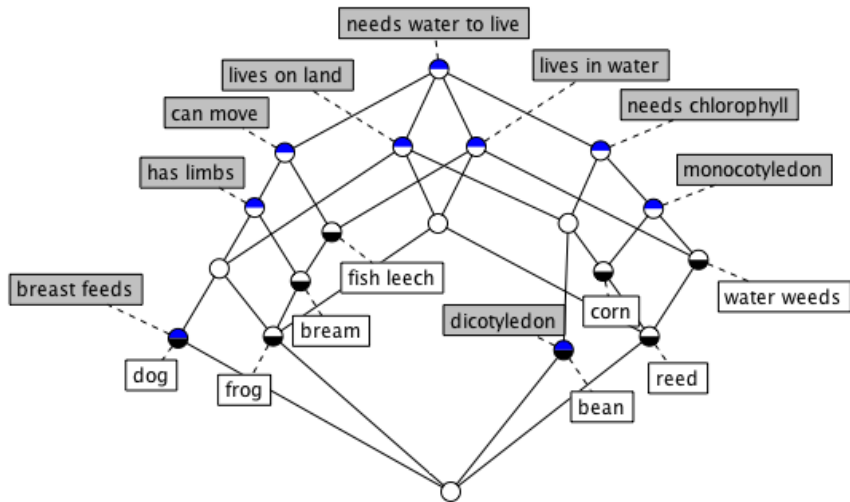 needs water to live
lives on land
lives in water
can move
needs chlorophyll
has limbs
monocotyledon
breast feeds
fish leech
water weeds
corn
dicotyledon
bream
dog
frog
reed
bean